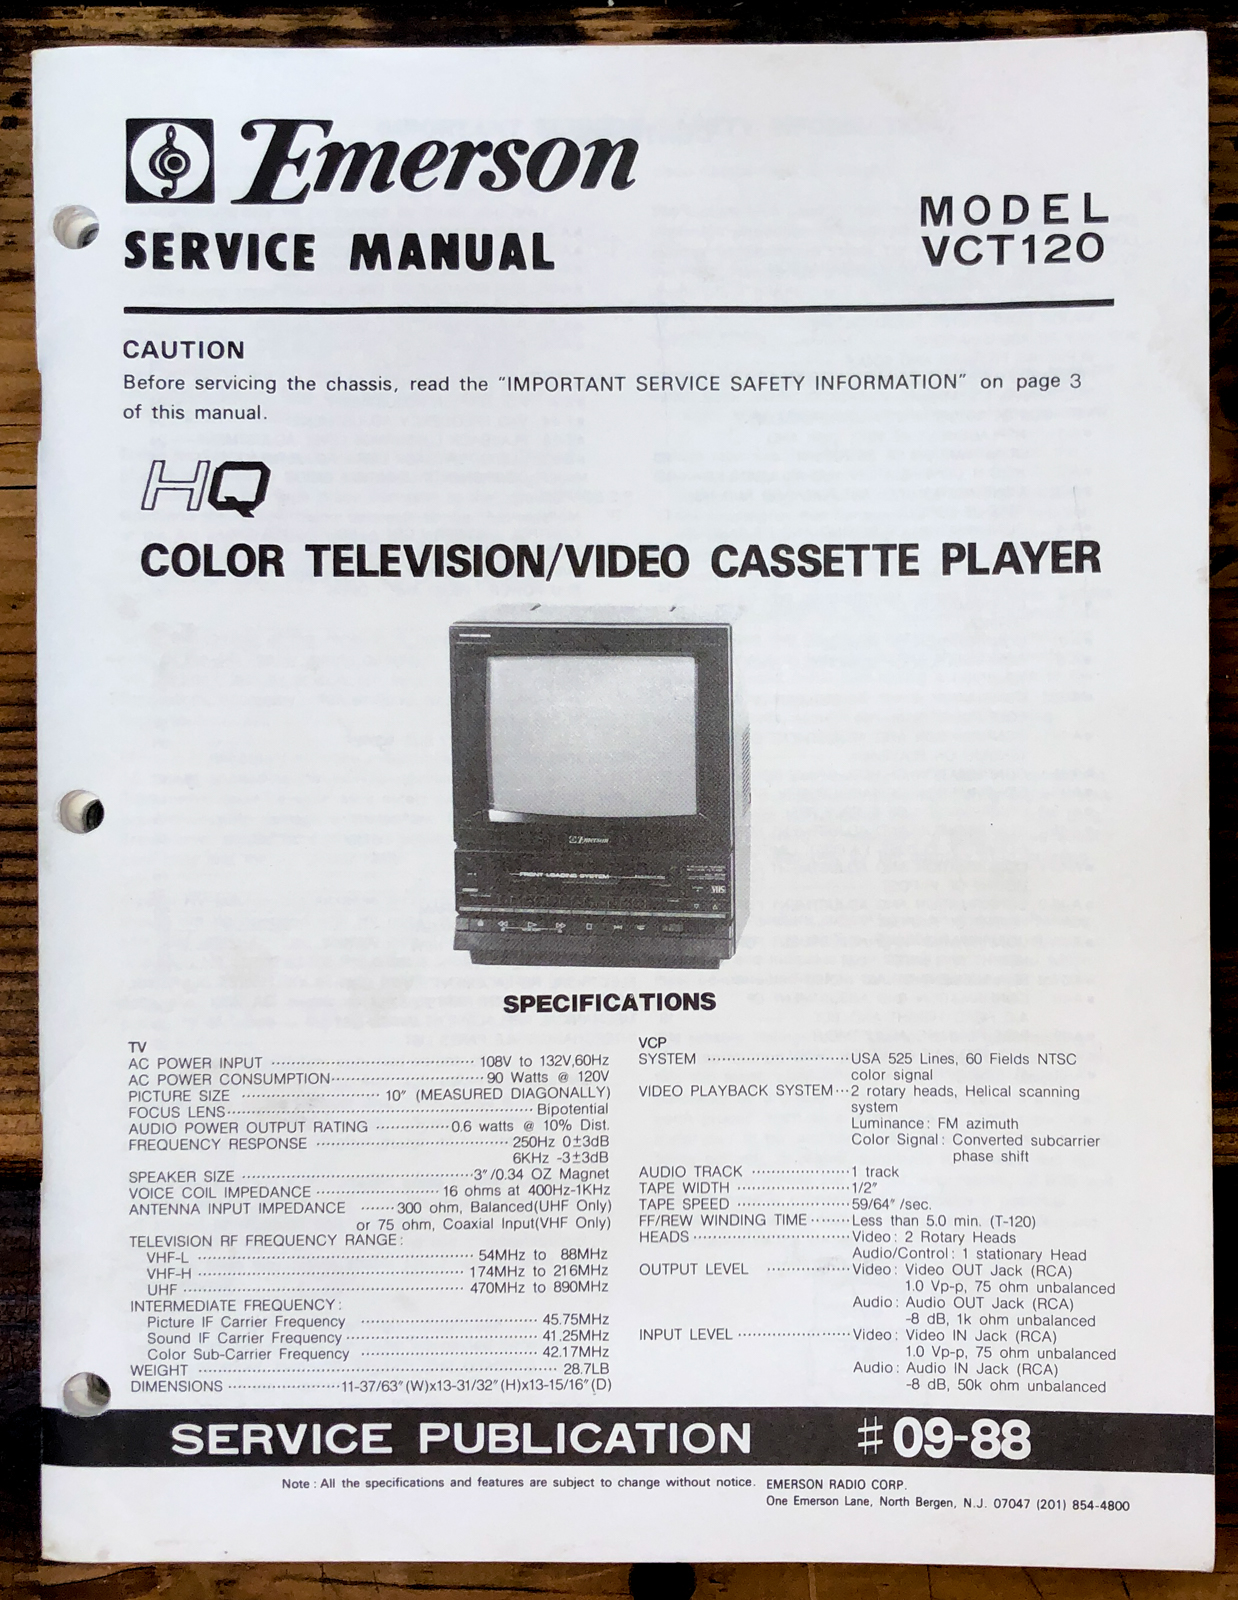 Emerson
SERVICE MANUAL
MODEL
VCT120
CAUTION
Before servicing the chassis, read the "IMPORTANT SERVICE SAFETY INFORMATION" on page 3
of this manual.
HQ
COLOR TELEVISION/VIDEO CASSETTE PLAYER
Emerson
FRONT LOADING SYSTEM
VHS
SPECIFICATIONS
TV
AC POWER INPUT 108V to 132V,60Hz
AC POWER CONSUMPTION 90 Watts @ 120V
PICTURE SIZE 10" (MEASURED DIAGONALLY)
FOCUS LENS Bipotential
AUDIO POWER OUTPUT RATING 0.6 watts @ 10% Dist.
FREQUENCY RESPONSE 250Hz 0±3dB
6KHz -3±3dB
SPEAKER SIZE 3"/0.34 OZ Magnet
VOICE COIL IMPEDANCE 16 ohms at 400Hz-1KHz
ANTENNA INPUT IMPEDANCE 300 ohm, Balanced(UHF Only)
or 75 ohm, Coaxial Input(VHF Only)
TELEVISION RF FREQUENCY RANGE:
VHF-L 54MHz to 88MHz
VHF-H 174MHz to 216MHz
UHF 470MHz to 890MHz
INTERMEDIATE FREQUENCY:
Picture IF Carrier Frequency 45.75MHz
Sound IF Carrier Frequency 41.25MHz
Color Sub-Carrier Frequency 42.17MHz
WEIGHT 28.7LB
DIMENSIONS 11-37/63"(W)x13-31/32"(H)x13-15/16"(D)
VCP
SYSTEM USA 525 Lines, 60 Fields NTSC
color signal
VIDEO PLAYBACK SYSTEM 2 rotary heads, Helical scanning
system
Luminance: FM azimuth
Color Signal: Converted subcarrier
phase shift
AUDIO TRACK 1 track
TAPE WIDTH 1/2"
TAPE SPEED 59/64"/sec.
FF/REW WINDING TIME Less than 5.0 min. (T-120)
HEADS Video: 2 Rotary Heads
Audio/Control: 1 stationary Head
OUTPUT LEVEL Video: Video OUT Jack (RCA)
1.0 Vp-p, 75 ohm unbalanced
Audio: Audio OUT Jack (RCA)
-8 dB, 1k ohm unbalanced
INPUT LEVEL Video: Video IN Jack (RCA)
1.0 Vp-p, 75 ohm unbalanced
Audio: Audio IN Jack (RCA)
-8 dB, 50k ohm unbalanced
SERVICE PUBLICATION #09-88
Note: All the specifications and features are subject to change without notice.
EMERSON RADIO CORP.
One Emerson Lane, North Bergen, N.J. 07047 (201) 854-4800